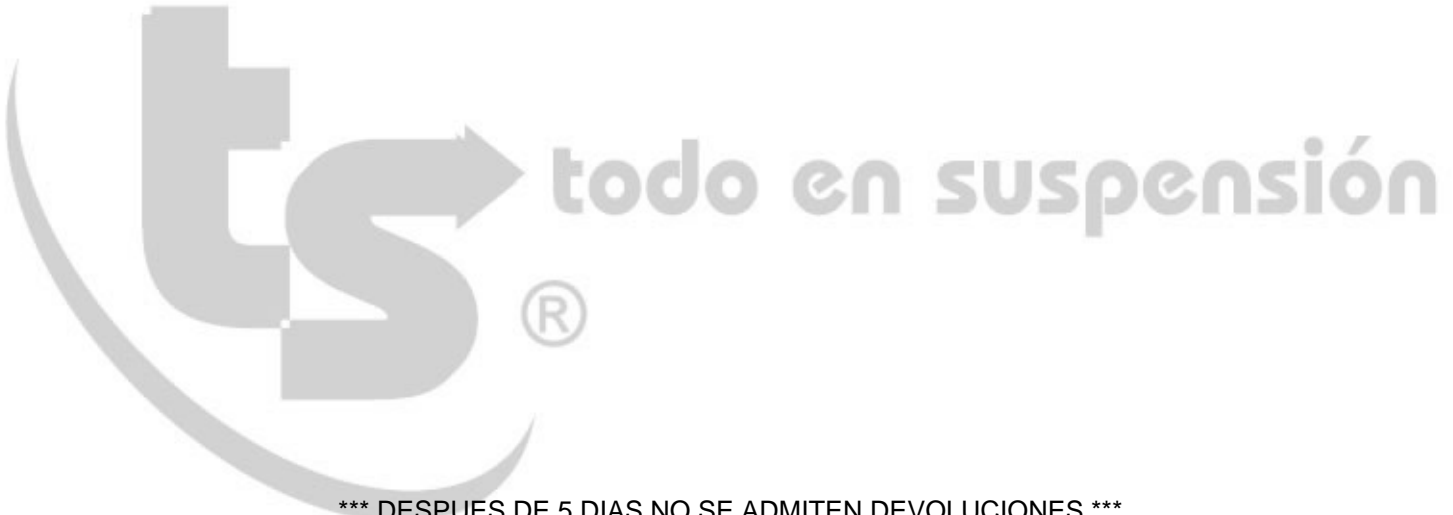 ts todo en suspensión
®
*** DESPUES DE 5 DIAS NO SE ADMITEN DEVOLUCIONES ***